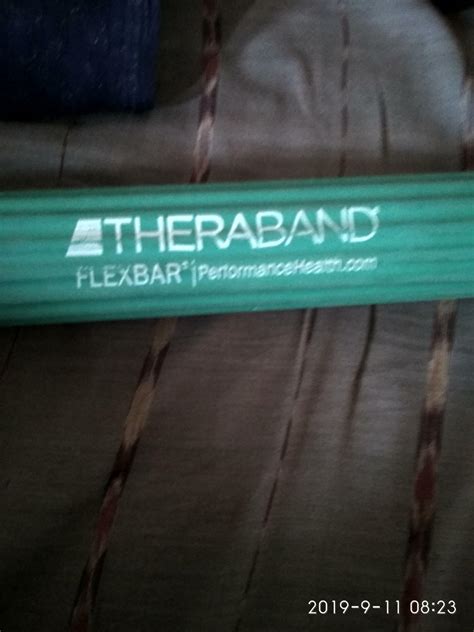 THERABAND®
FLEXBAR® | PerformanceHealth.com
2019-9-11 08:23